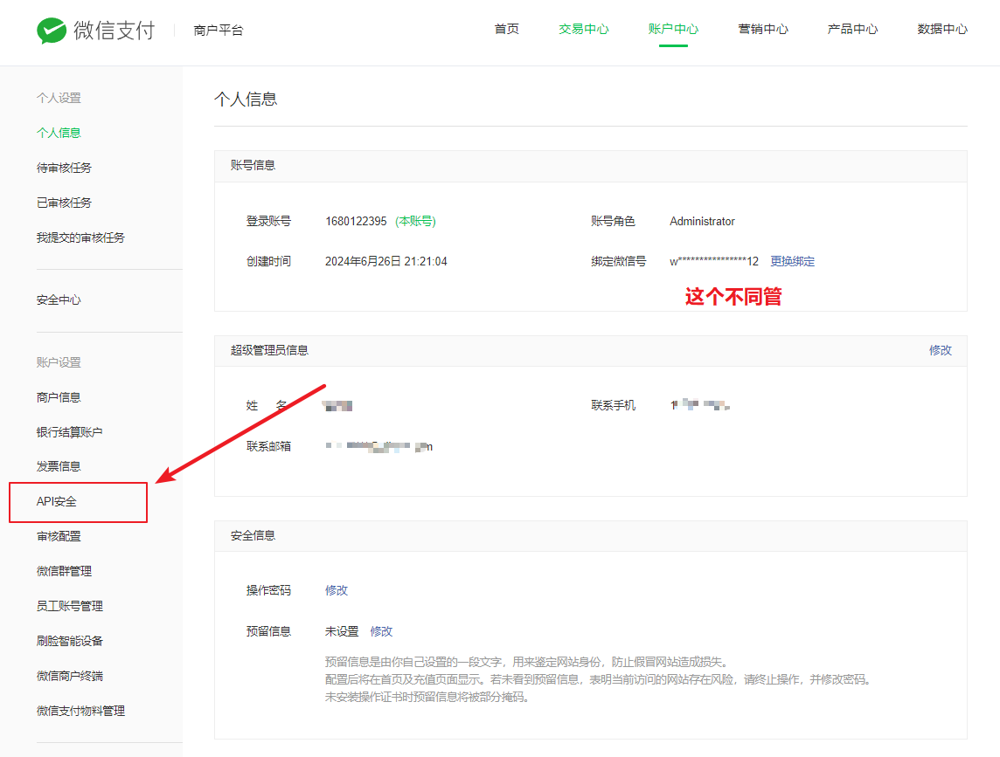 微信支付 商户平台 首页 交易中心 账户中心 营销中心 产品中心 数据中心
个人设置
个人信息
待审核任务
已审核任务
我提交的审核任务
安全中心
账户设置
商户信息
银行结算账户
发票信息
API安全
审核配置
微信群管理
员工账号管理
刷脸智能设备
微信商户终端
微信支付物料管理
个人信息
账号信息
登录账号 1680122395 (本账号) 账号角色 Administrator
创建时间 2024年6月26日 21:21:04 绑定微信号 w****************12 更换绑定
这个不同管
超级管理员信息 修改
姓 名 联系手机 1
联系邮箱 m
安全信息
操作密码 修改
预留信息 未设置 修改
预留信息是由你自己设置的一段文字，用来鉴定网站身份，防止假冒网站造成损失。
配置后将在首页及充值页面显示。若未看到预留信息，表明当前访问的网站存在风险，请终止操作，并修改密码。
未安装操作证书时预留信息将被部分掩码。